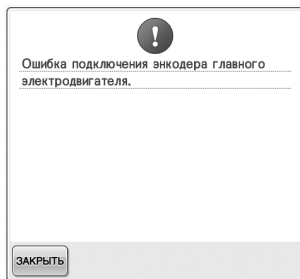 Ошибка подключения энкодера главного
электродвигателя.
ЗАКРЫТЬ